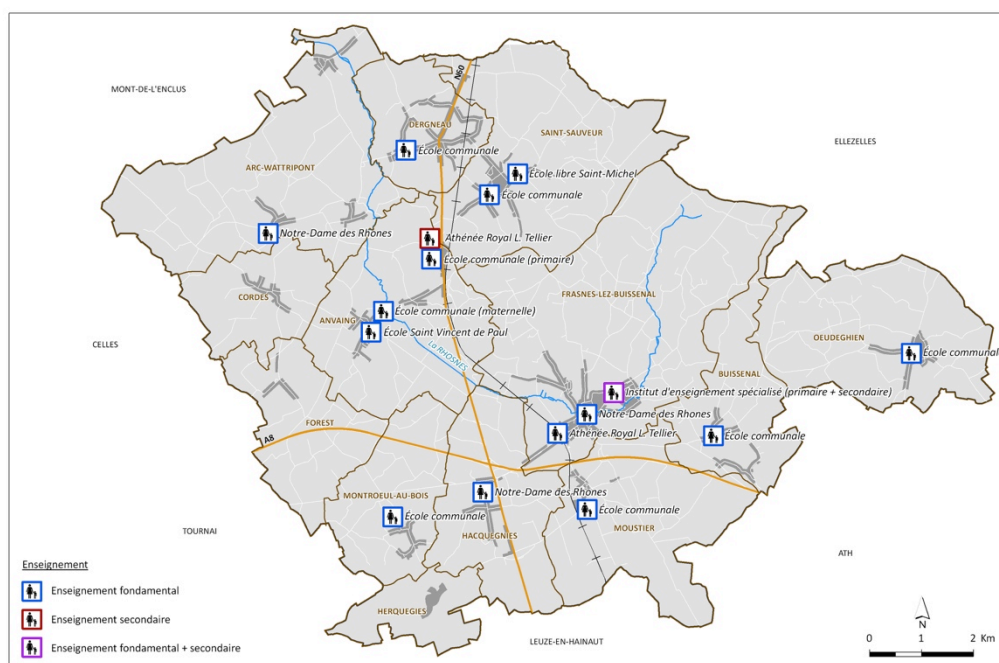 MONT-DE-L'ENCLUS
N60
DERGNEAU
SAINT-SAUVEUR
ELLEZELLES
École communale
ARC-WATTRIPONT
École libre Saint-Michel
École communale
Notre-Dame des Rhones
Athénée Royal L. Tellier
École communale (primaire)
CORDES
FRASNES-LEZ-BUISSENAL
École communale (maternelle)
ANVAING
École Saint Vincent de Paul
OEUDEGHIEN
CELLES
La RHOSNES
École communale
BUISSENAL
Institut d'enseignement spécialisé (primaire + secondaire)
Notre-Dame des Rhones
FOREST
Athénée Royal L. Tellier
École communale
A8
MONTROEUL-AU-BOIS
Notre-Dame des Rhones
École communale
École communale
MOUSTIER
TOURNAI
HACQUEGNIES
ATH
Enseignement
Enseignement fondamental
Enseignement secondaire
Enseignement fondamental + secondaire
HERQUEGIES
LEUZE-EN-HAINAUT
N
0 1 2 Km